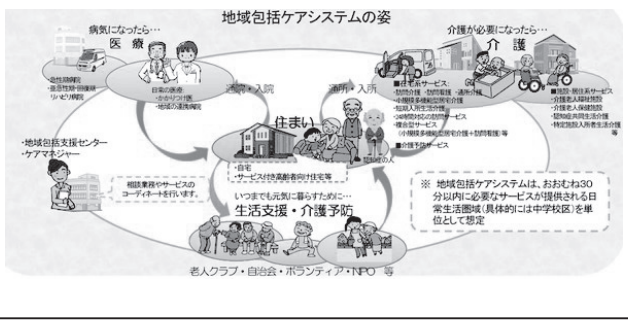 地域包括ケアシステムの姿
病気になったら…
医療
介護が必要になったら…
介護
・急性期病院
・亜急性期・回復期
リハビリ病院
日常の医療:
・かかりつけ医
・地域の連携病院
通院・入院
通所・入所
■在宅系サービス:
・訪問介護・訪問看護・通所介護
・小規模多機能型居宅介護
・短期入所生活介護
・24時間対応の訪問サービス
・複合型サービス
(小規模多機能型居宅介護+訪問看護)等
■介護予防サービス
■施設・居住系サービス
・介護老人福祉施設
・介護老人保健施設
・認知症共同生活介護
・特定施設入所者生活介護
等
住まい
認知症の人
・自宅
・サービス付き高齢者向け住宅等
・地域包括支援センター
・ケアマネジャー
相談業務やサービスの
コーディネートを行います。
いつまでも元気に暮らすために…
生活支援・介護予防
老人クラブ・自治会・ボランティア・NPO 等
※ 地域包括ケアシステムは、おおむね30
分以内に必要なサービスが提供される日
常生活圏域(具体的には中学校区)を単
位として想定